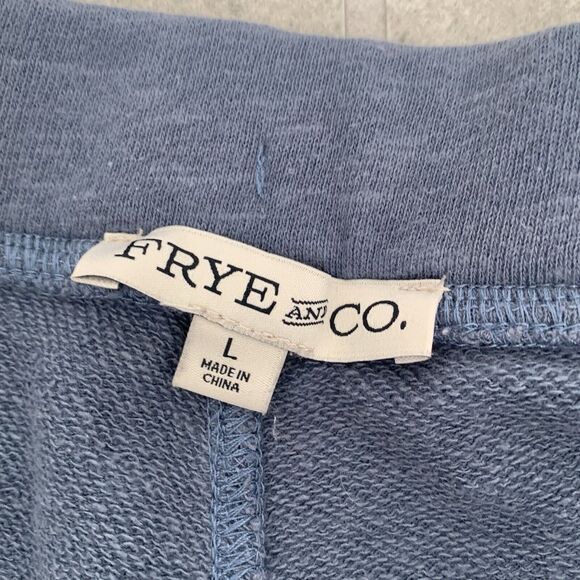 FRYE AND CO.
L
MADE IN
CHINA